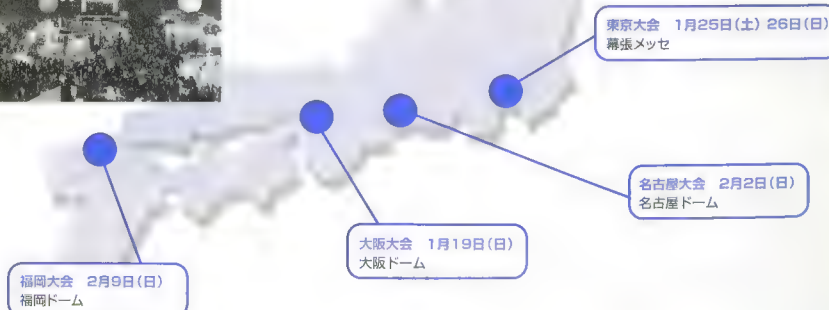 東京大会　1月25日(土) 26日(日)
幕張メッセ
名古屋大会　2月2日(日)
名古屋ドーム
大阪大会　1月19日(日)
大阪ドーム
福岡大会　2月9日(日)
福岡ドーム